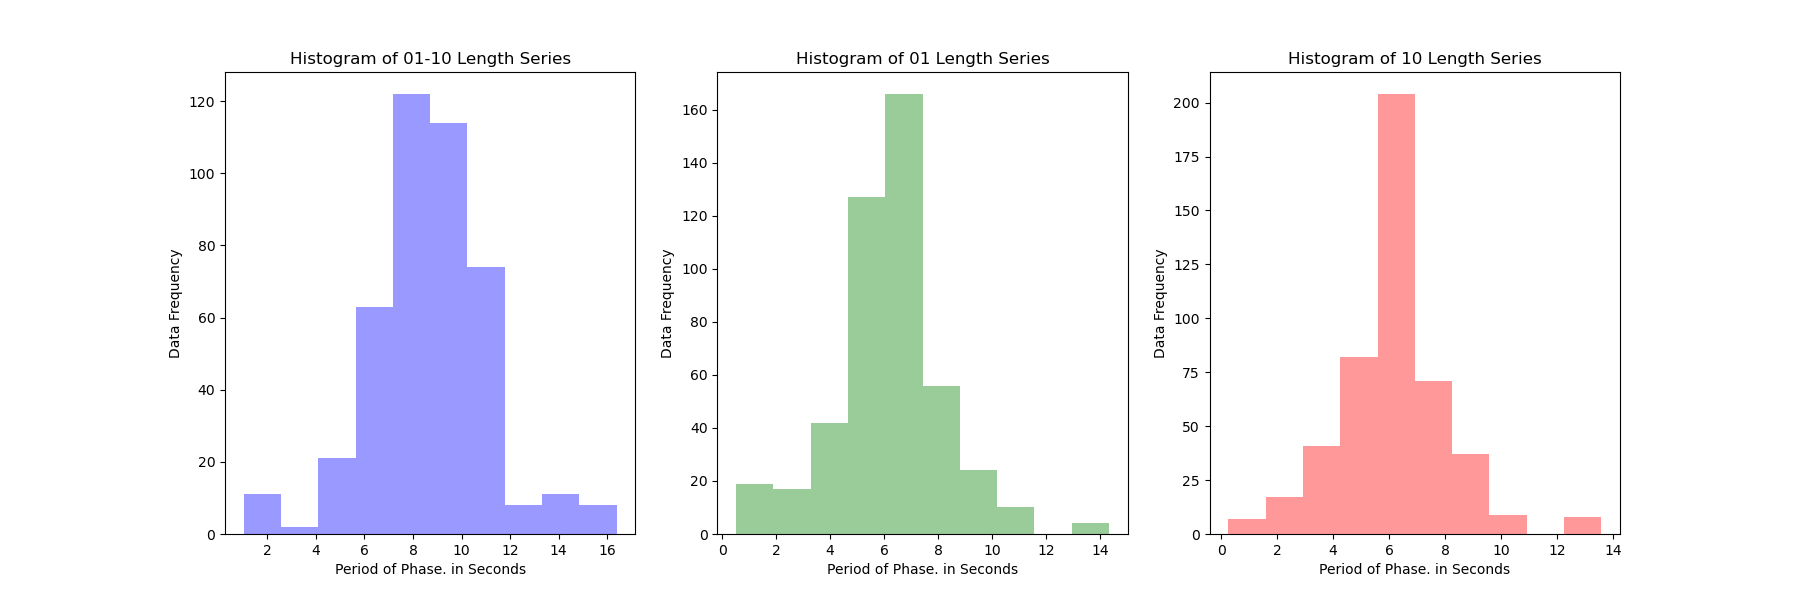 Histogram of 01-10 Length Series
Data Frequency
120
100
80
60
40
20
0
2 4 6 8 10 12 14 16
Period of Phase. in Seconds
Histogram of 01 Length Series
Data Frequency
160
140
120
100
80
60
40
20
0
0 2 4 6 8 10 12 14
Period of Phase. in Seconds
Histogram of 10 Length Series
Data Frequency
200
175
150
125
100
75
50
25
0
0 2 4 6 8 10 12 14
Period of Phase. in Seconds